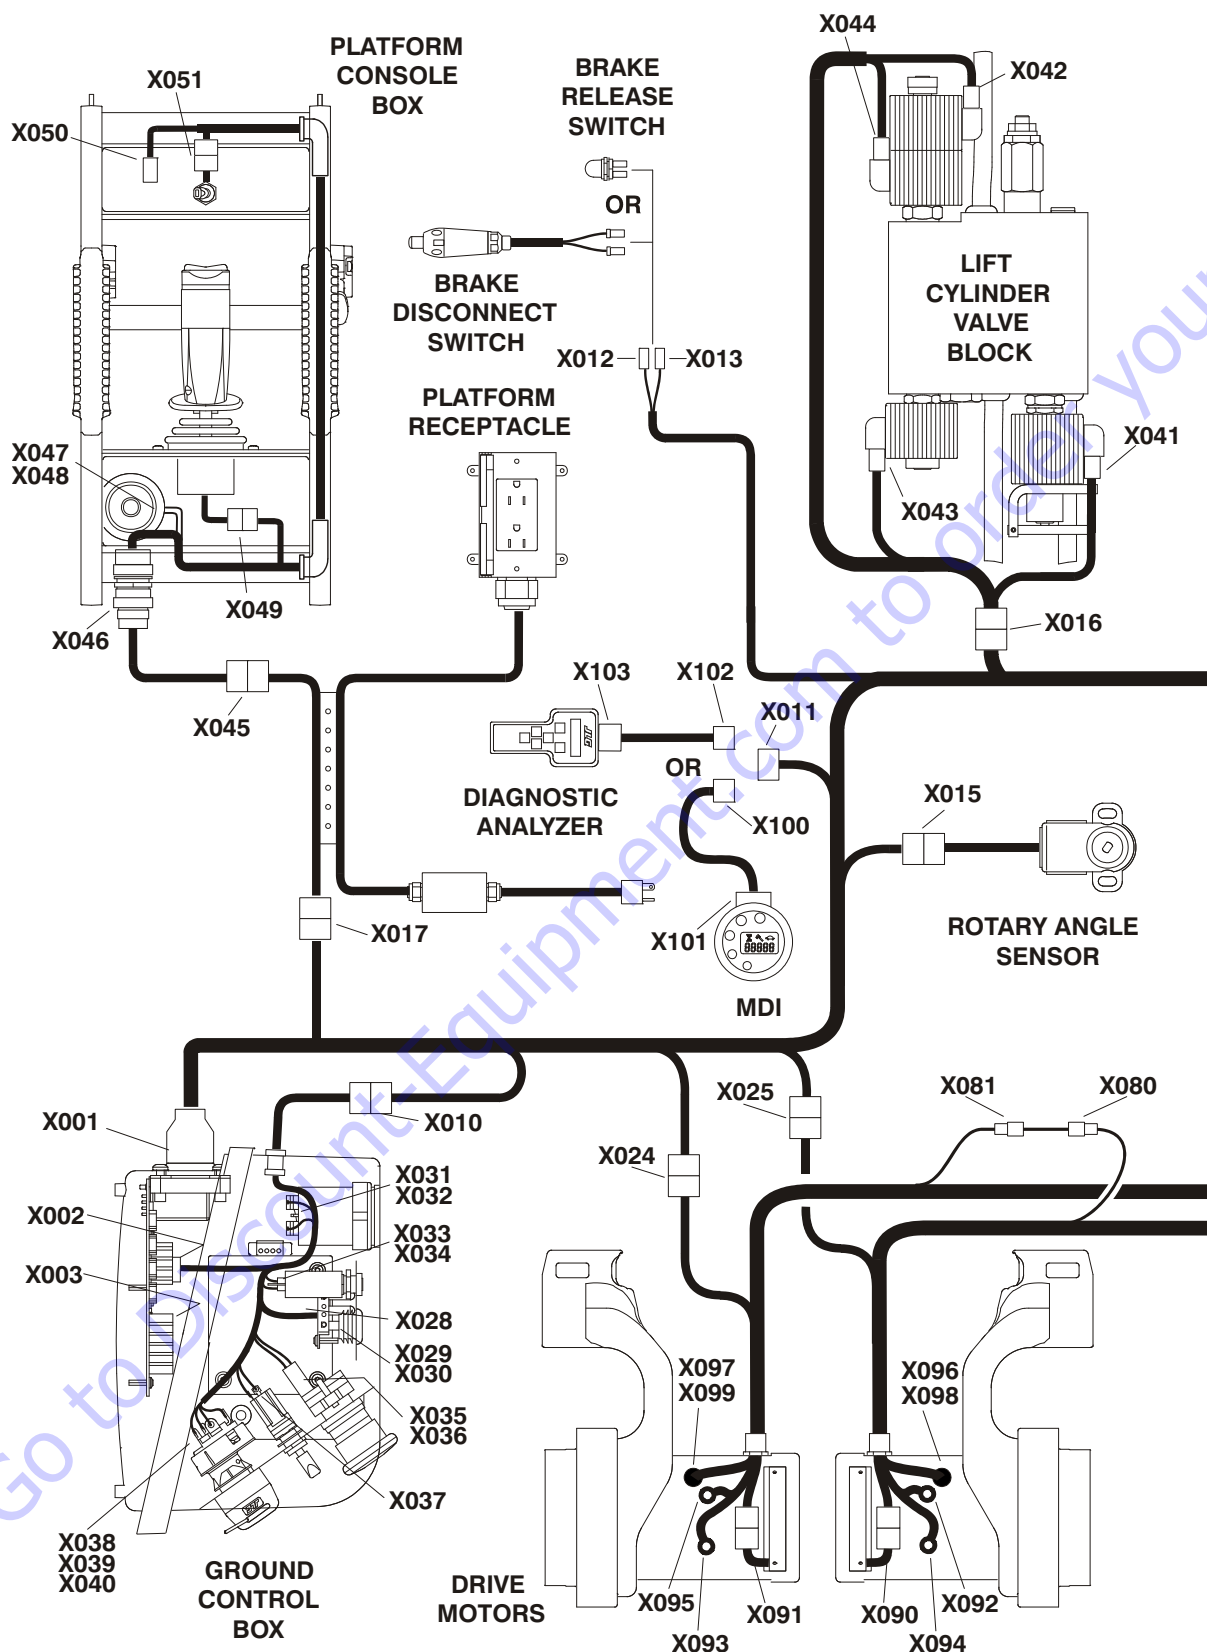 X044
PLATFORM
CONSOLE
BOX
BRAKE
RELEASE
SWITCH
X051
X042
X050
OR
LIFT
CYLINDER
VALVE
BLOCK
BRAKE
DISCONNECT
SWITCH
X012
X013
PLATFORM
RECEPTACLE
X047
X048
X041
X043
X049
X046
X016
X103
X102
X011
X045
OR
DIAGNOSTIC
ANALYZER
X100
X015
X017
X101
ROTARY ANGLE
SENSOR
MDI
X081
X080
X025
X001
X010
X024
X031
X032
X002
X033
X034
X003
X028
X029
X030
X097
X099
X096
X098
X035
X036
X037
X038
X039
X040
GROUND
CONTROL
BOX
DRIVE
MOTORS
X095
X091
X090
X092
X093
X094
Go to Discount-Equipment.com to order your